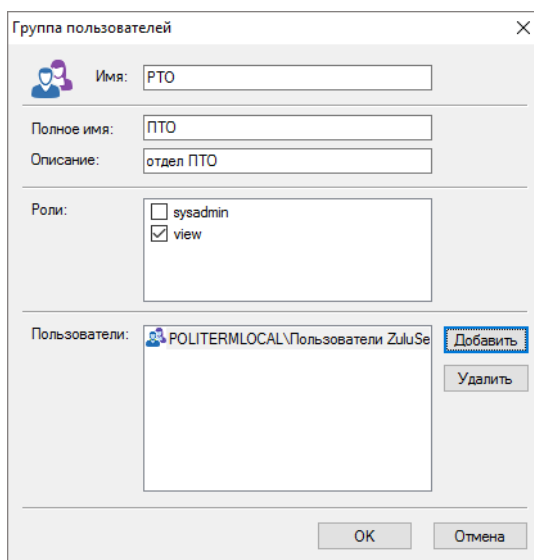 Группа пользователей
Имя: PTO
Полное имя: ПТО
Описание: отдел ПТО
Роли: sysadmin
view
Пользователи: POLITERMLOCAL\Пользователи ZuluSe Добавить
Удалить
OK Отмена